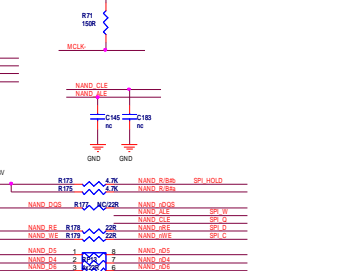 R71
150R
MCLK-
NAND_CLE
NAND_ALE
C145 C183
nc nc
GND GND
R173 4.7K NAND_R/B#b SPI_HOLD
R175 4.7K NAND_R/B#a
NAND_DQS R177 NC/22R NAND_nDQS
NAND_ALE SPI_W
NAND_CLE SPI_Q
NAND_RE R178 22R NAND_nRE SPI_D
NAND_WE R179 22R NAND_nWE SPI_C
NAND_D5 1 8 NAND_nD5
NAND_D4 2 7 NAND_nD4
NAND_D6 3 6 NAND_nD6